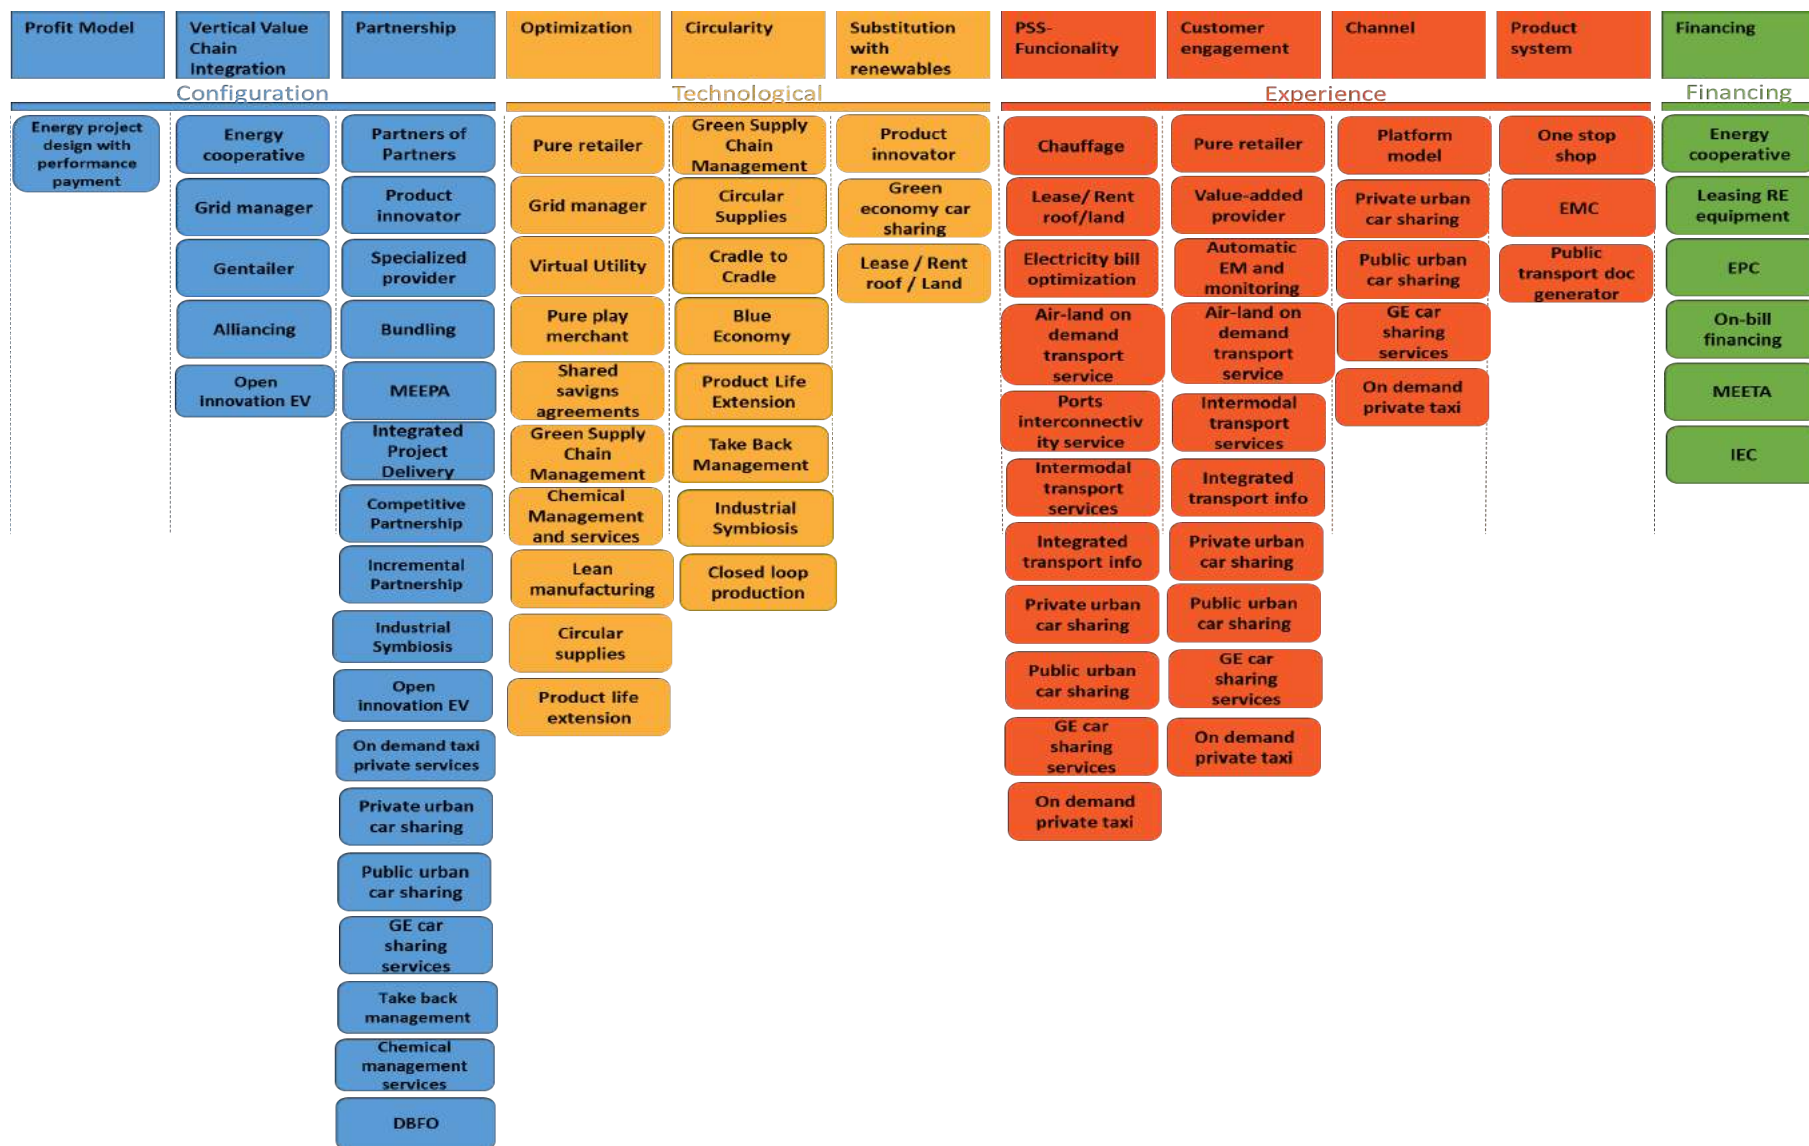 Profit Model
Vertical Value
Chain
Integration
Partnership
Optimization
Circularity
Substitution
with
renewables
PSS-
Funcionality
Customer
engagement
Channel
Product
system
Financing
Configuration
Technological
Experience
Financing
Energy project
design with
performance
payment
Energy
cooperative
Grid manager
Gentailer
Alliancing
Open
innovation EV
Partners of
Partners
Product
innovator
Specialized
provider
Bundling
MEEPA
Integrated
Project
Delivery
Competitive
Partnership
Incremental
Partnership
Industrial
Symbiosis
Open
innovation EV
On demand taxi
private services
Private urban
car sharing
Public urban
car sharing
GE car
sharing
services
Take back
management
Chemical
management
services
DBFO
Pure retailer
Grid manager
Virtual Utility
Pure play
merchant
Shared
savigns
agreements
Green Supply
Chain
Management
Chemical
Management
and services
Lean
manufacturing
Circular
supplies
Product life
extension
Green Supply
Chain
Management
Circular
Supplies
Cradle to
Cradle
Blue
Economy
Product Life
Extension
Take Back
Management
Industrial
Symbiosis
Closed loop
production
Product
innovator
Green
economy car
sharing
Lease / Rent
roof / Land
Chauffage
Lease/ Rent
roof/land
Electricity bill
optimization
Air-land on
demand
transport
service
Ports
interconnectiv
ity service
Intermodal
transport
services
Integrated
transport info
Private urban
car sharing
Public urban
car sharing
GE car
sharing
services
On demand
private taxi
Pure retailer
Value-added
provider
Automatic
EM and
monitoring
Air-land on
demand
transport
service
Intermodal
transport
services
Integrated
transport info
Private urban
car sharing
Public urban
car sharing
GE car
sharing
services
On demand
private taxi
Platform
model
Private urban
car sharing
Public urban
car sharing
GE car
sharing
services
On demand
private taxi
One stop
shop
EMC
Public
transport doc
generator
Energy
cooperative
Leasing RE
equipment
EPC
On-bill
financing
MEETA
IEC